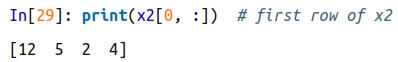 In[29]: print(x2[0, :])  # first row of x2
[12  5  2  4]